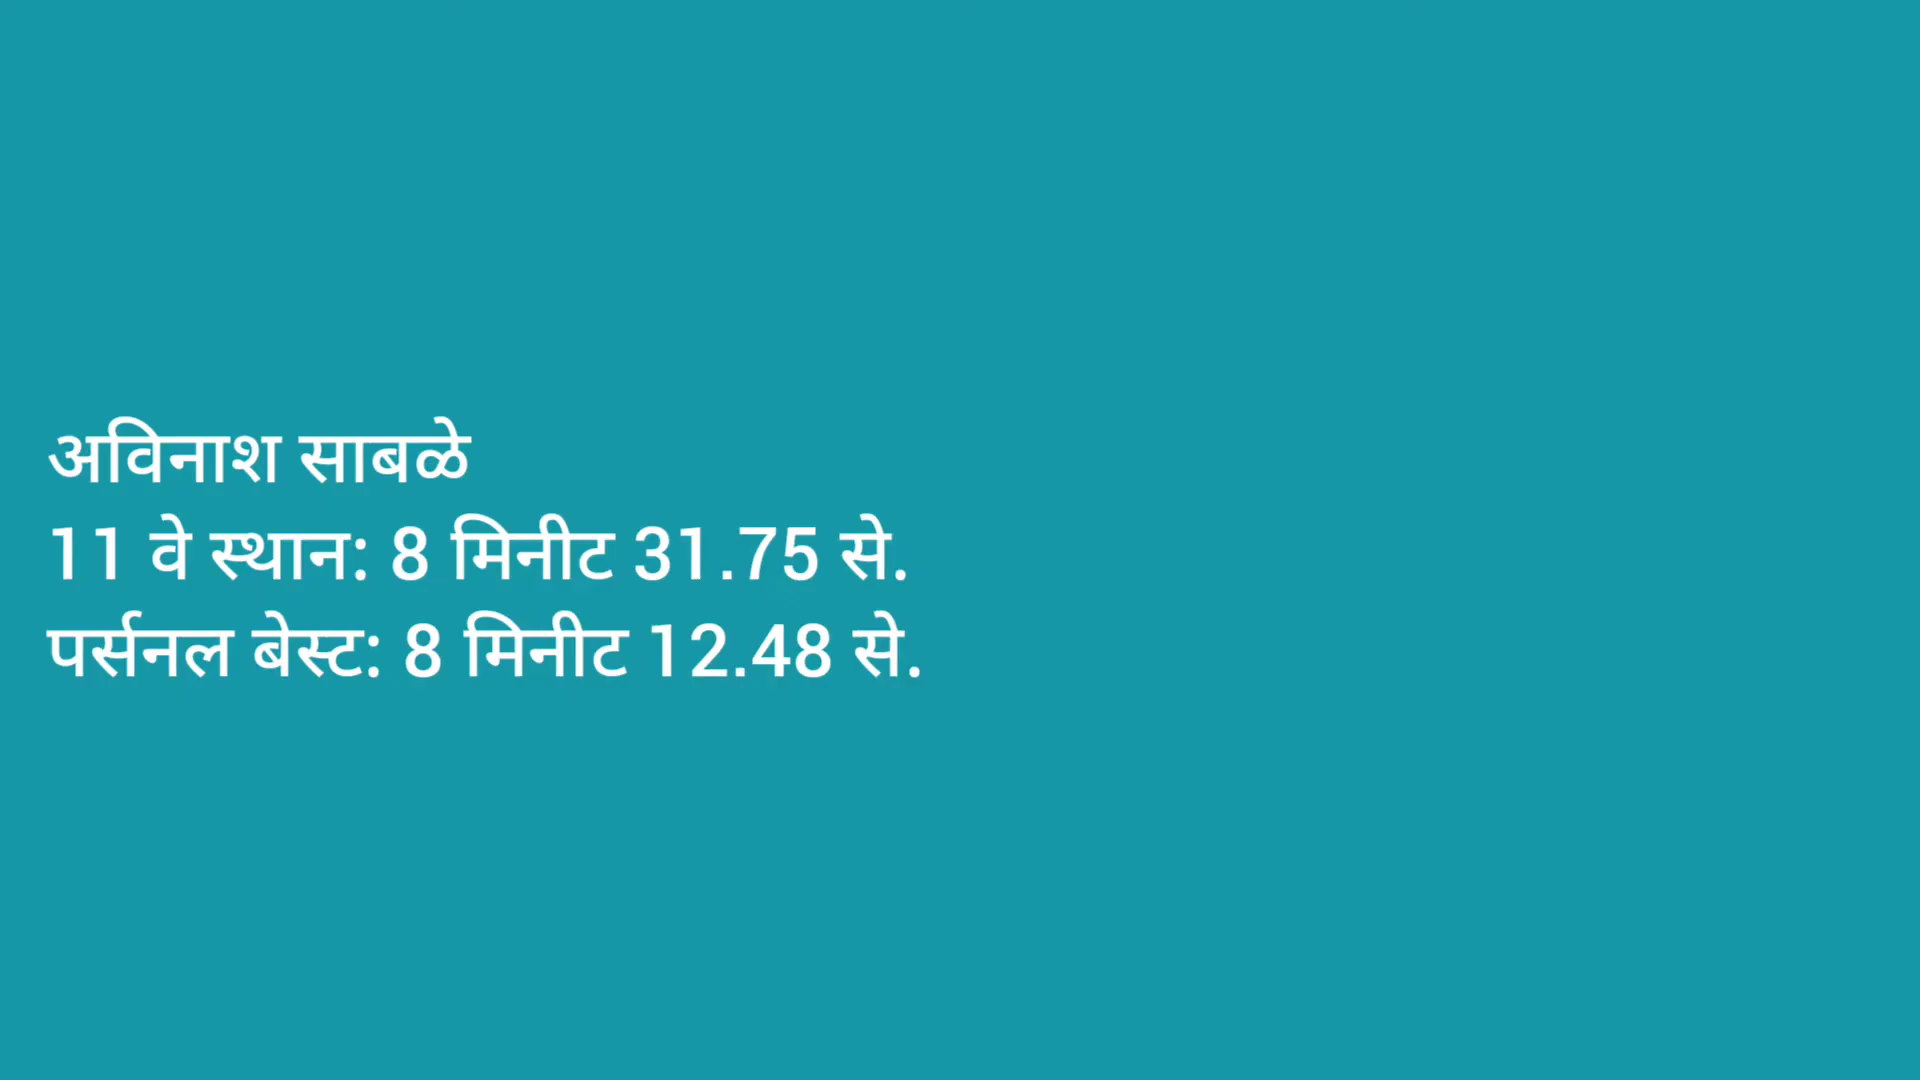 अविनाश साबळे
11 वे स्थान: 8 मिनीट 31.75 से.
पर्सनल बेस्ट: 8 मिनीट 12.48 से.